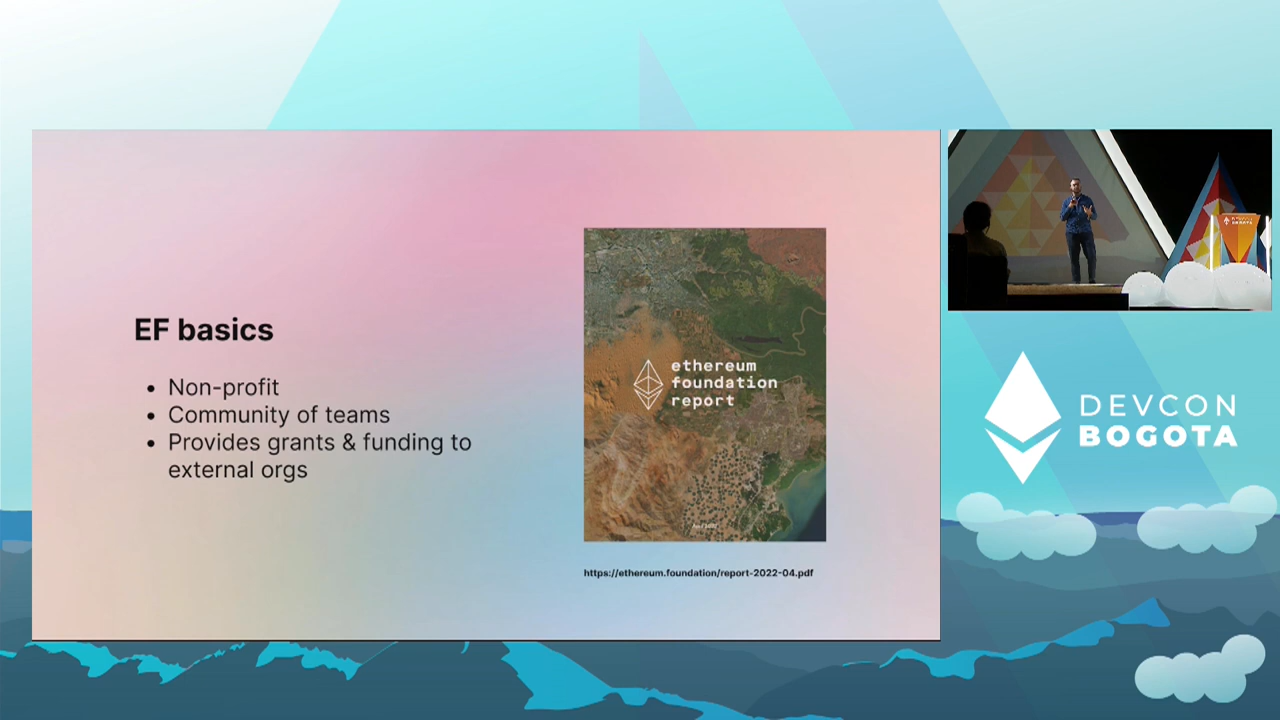 EF basics
• Non-profit
• Community of teams
• Provides grants & funding to
external orgs
ethereum
foundation
report
https://ethereum.foundation/report-2022-04.pdf
DEVCON
BOGOTA